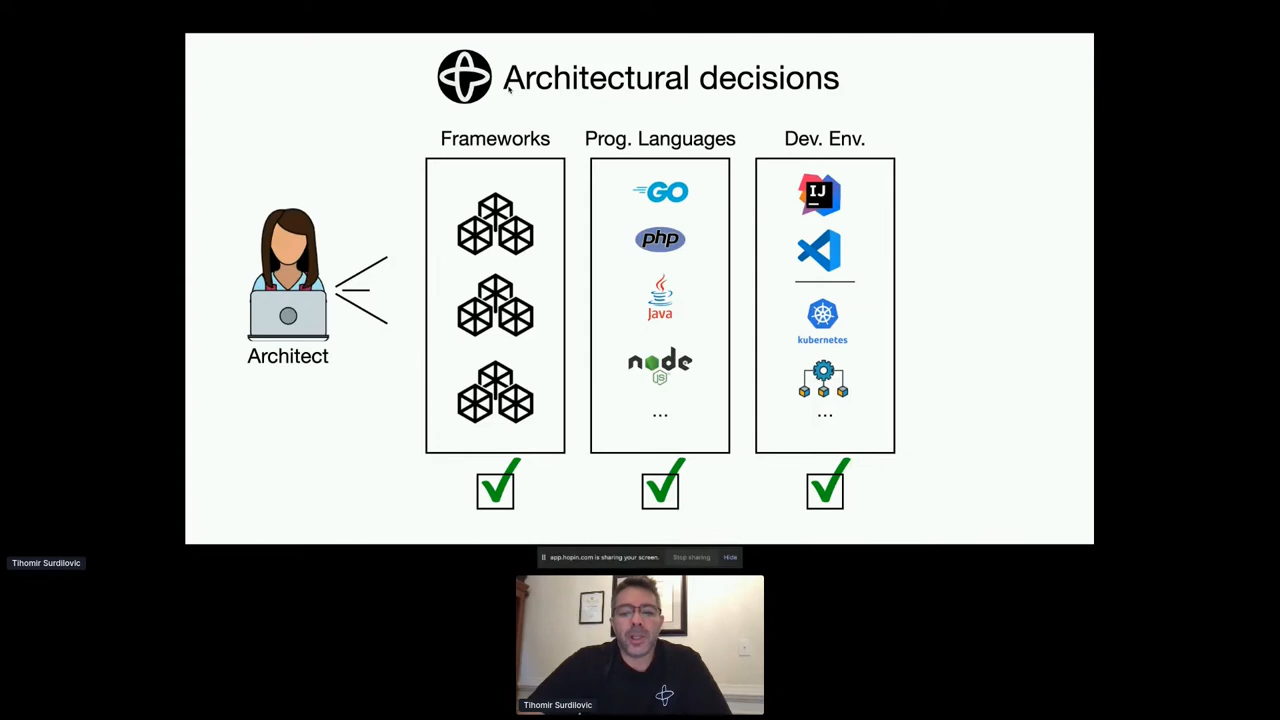 Architectural decisions
Frameworks
Prog. Languages
Dev. Env.
GO
php
Java
node
JS
...
IJ
kubernetes
...
Architect
Tihomir Surdilovic
app.hopin.com is sharing your screen.
Stop sharing
Hide
Tihomir Surdilovic